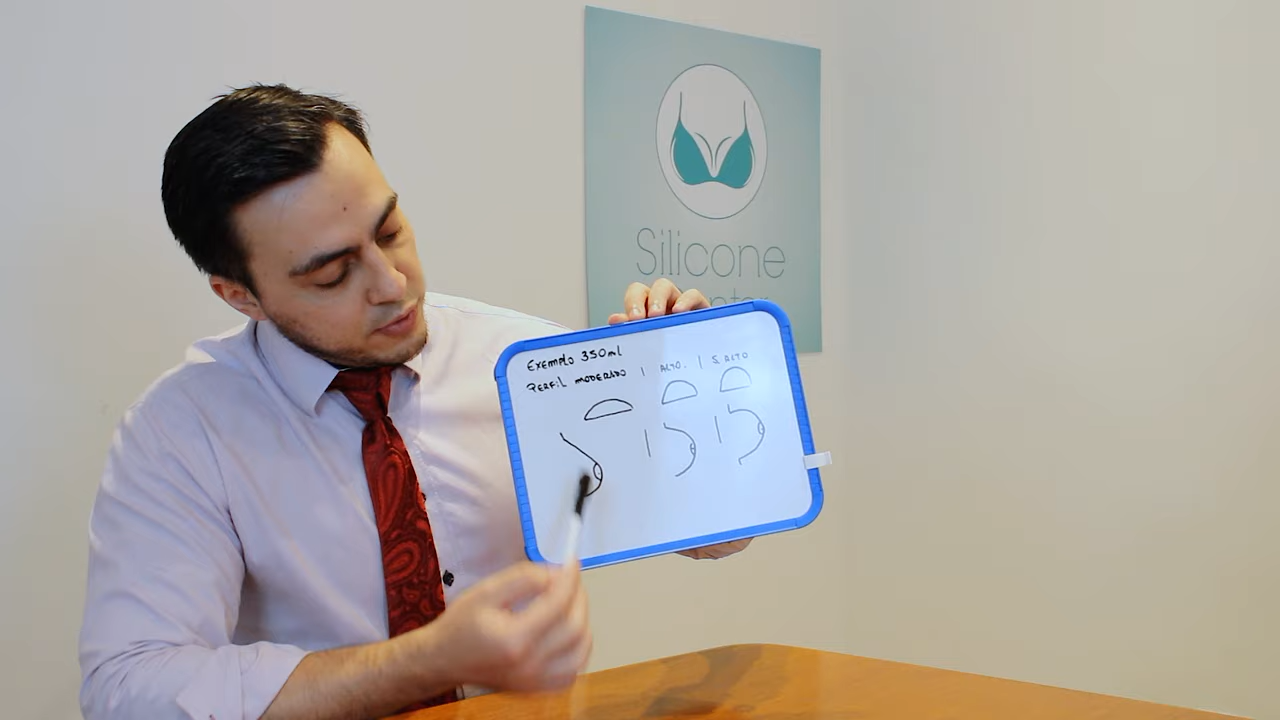 Silicone
EXEMPLO 350ml
PERFIL MODERADO | ALTO. | S. ALTO